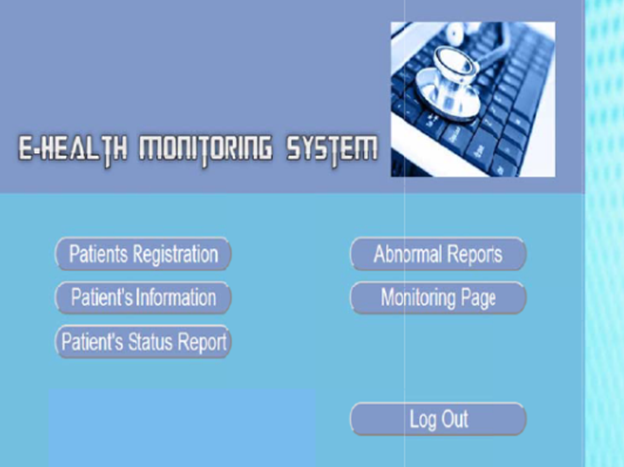 E-HEALTH MONITORING SYSTEM
Patients Registration
Abnormal Reports
Patient's Information
Monitoring Page
Patient's Status Report
Log Out